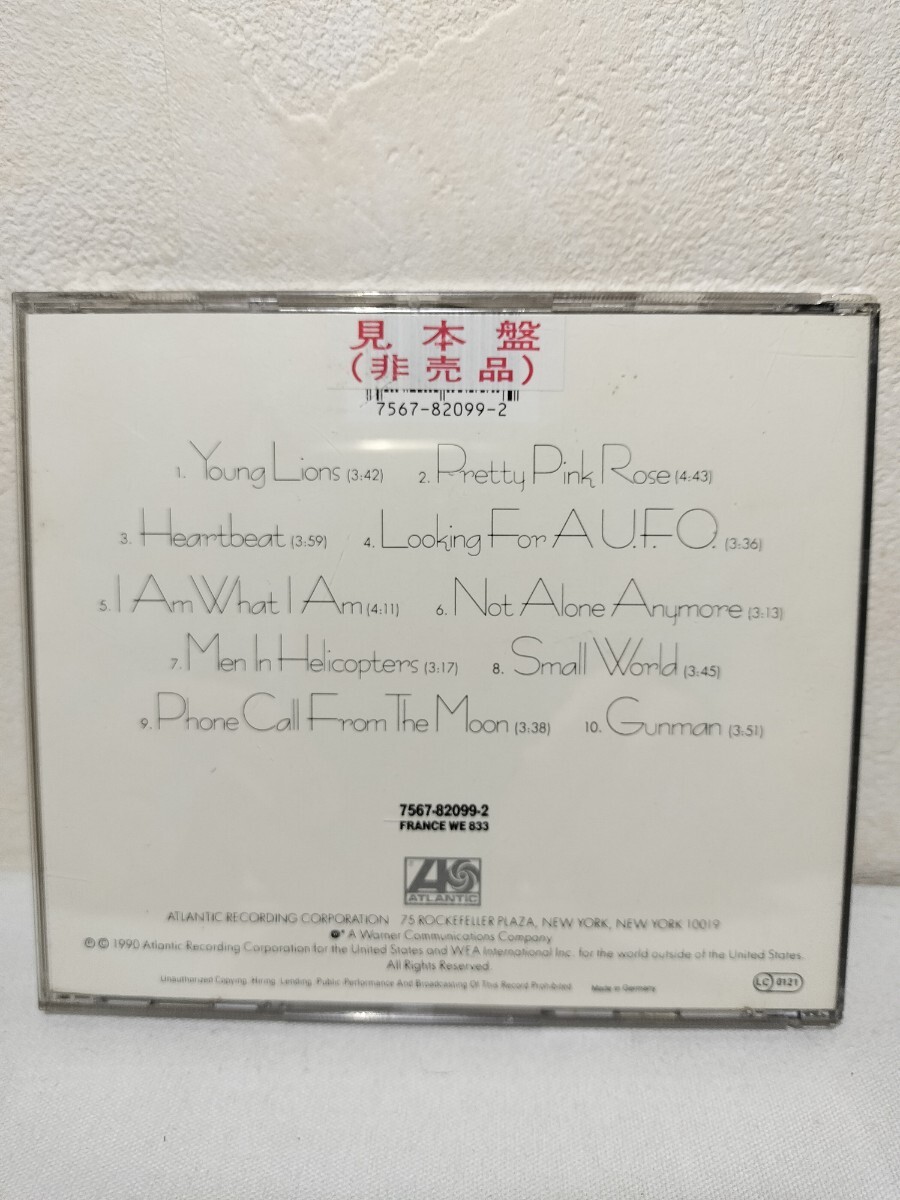 見本盤
(非売品)
7567-82099-2
1. Young Lions (3:42) 2. Pretty Pink Rose (4:43)
3. Heartbeat (3:59) 4. Looking For A U.F.O. (3:36)
5. I Am What I Am (4:11) 6. Not Alone Anymore (3:13)
7. Men In Helicopters (3:17) 8. Small World (3:45)
9. Phone Call From The Moon (3:38) 10. Gunman (3:51)
7567-82099-2
FRANCE WE 833
ATLANTIC
ATLANTIC RECORDING CORPORATION 75 ROCKEFELLER PLAZA, NEW YORK, NEW YORK 10019
A Warner Communications Company
℗ © 1990 Atlantic Recording Corporation for the United States and WEA International Inc. for the world outside of the United States.
All Rights Reserved.
Unauthorized Copying, Hiring, Lending, Public Performance And Broadcasting Of This Record Prohibited. Made in Germany
LC 0121